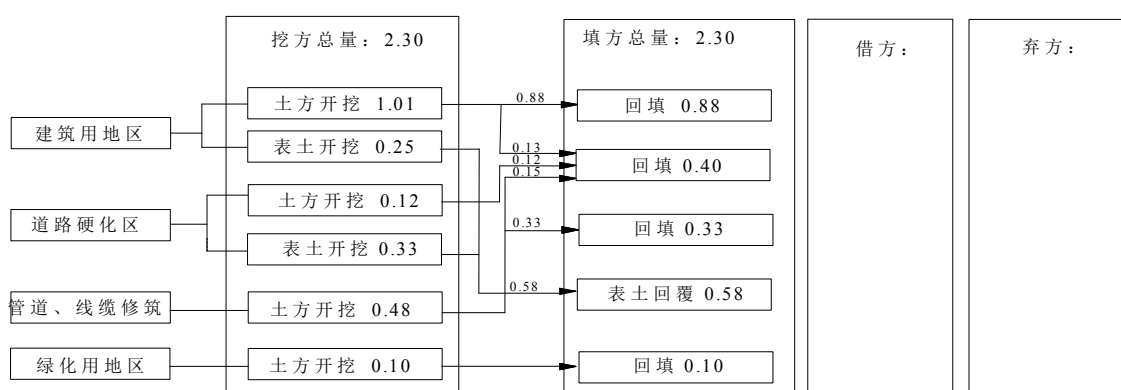 挖方总量：2.30
填方总量：2.30
借方：
弃方：
土方开挖 1.01
0.88
回填 0.88
建筑用地区
表土开挖 0.25
0.13
0.12
0.15
回填 0.40
土方开挖 0.12
道路硬化区
0.33
回填 0.33
表土开挖 0.33
0.58
表土回覆 0.58
管道、线缆修筑
土方开挖 0.48
绿化用地区
土方开挖 0.10
回填 0.10